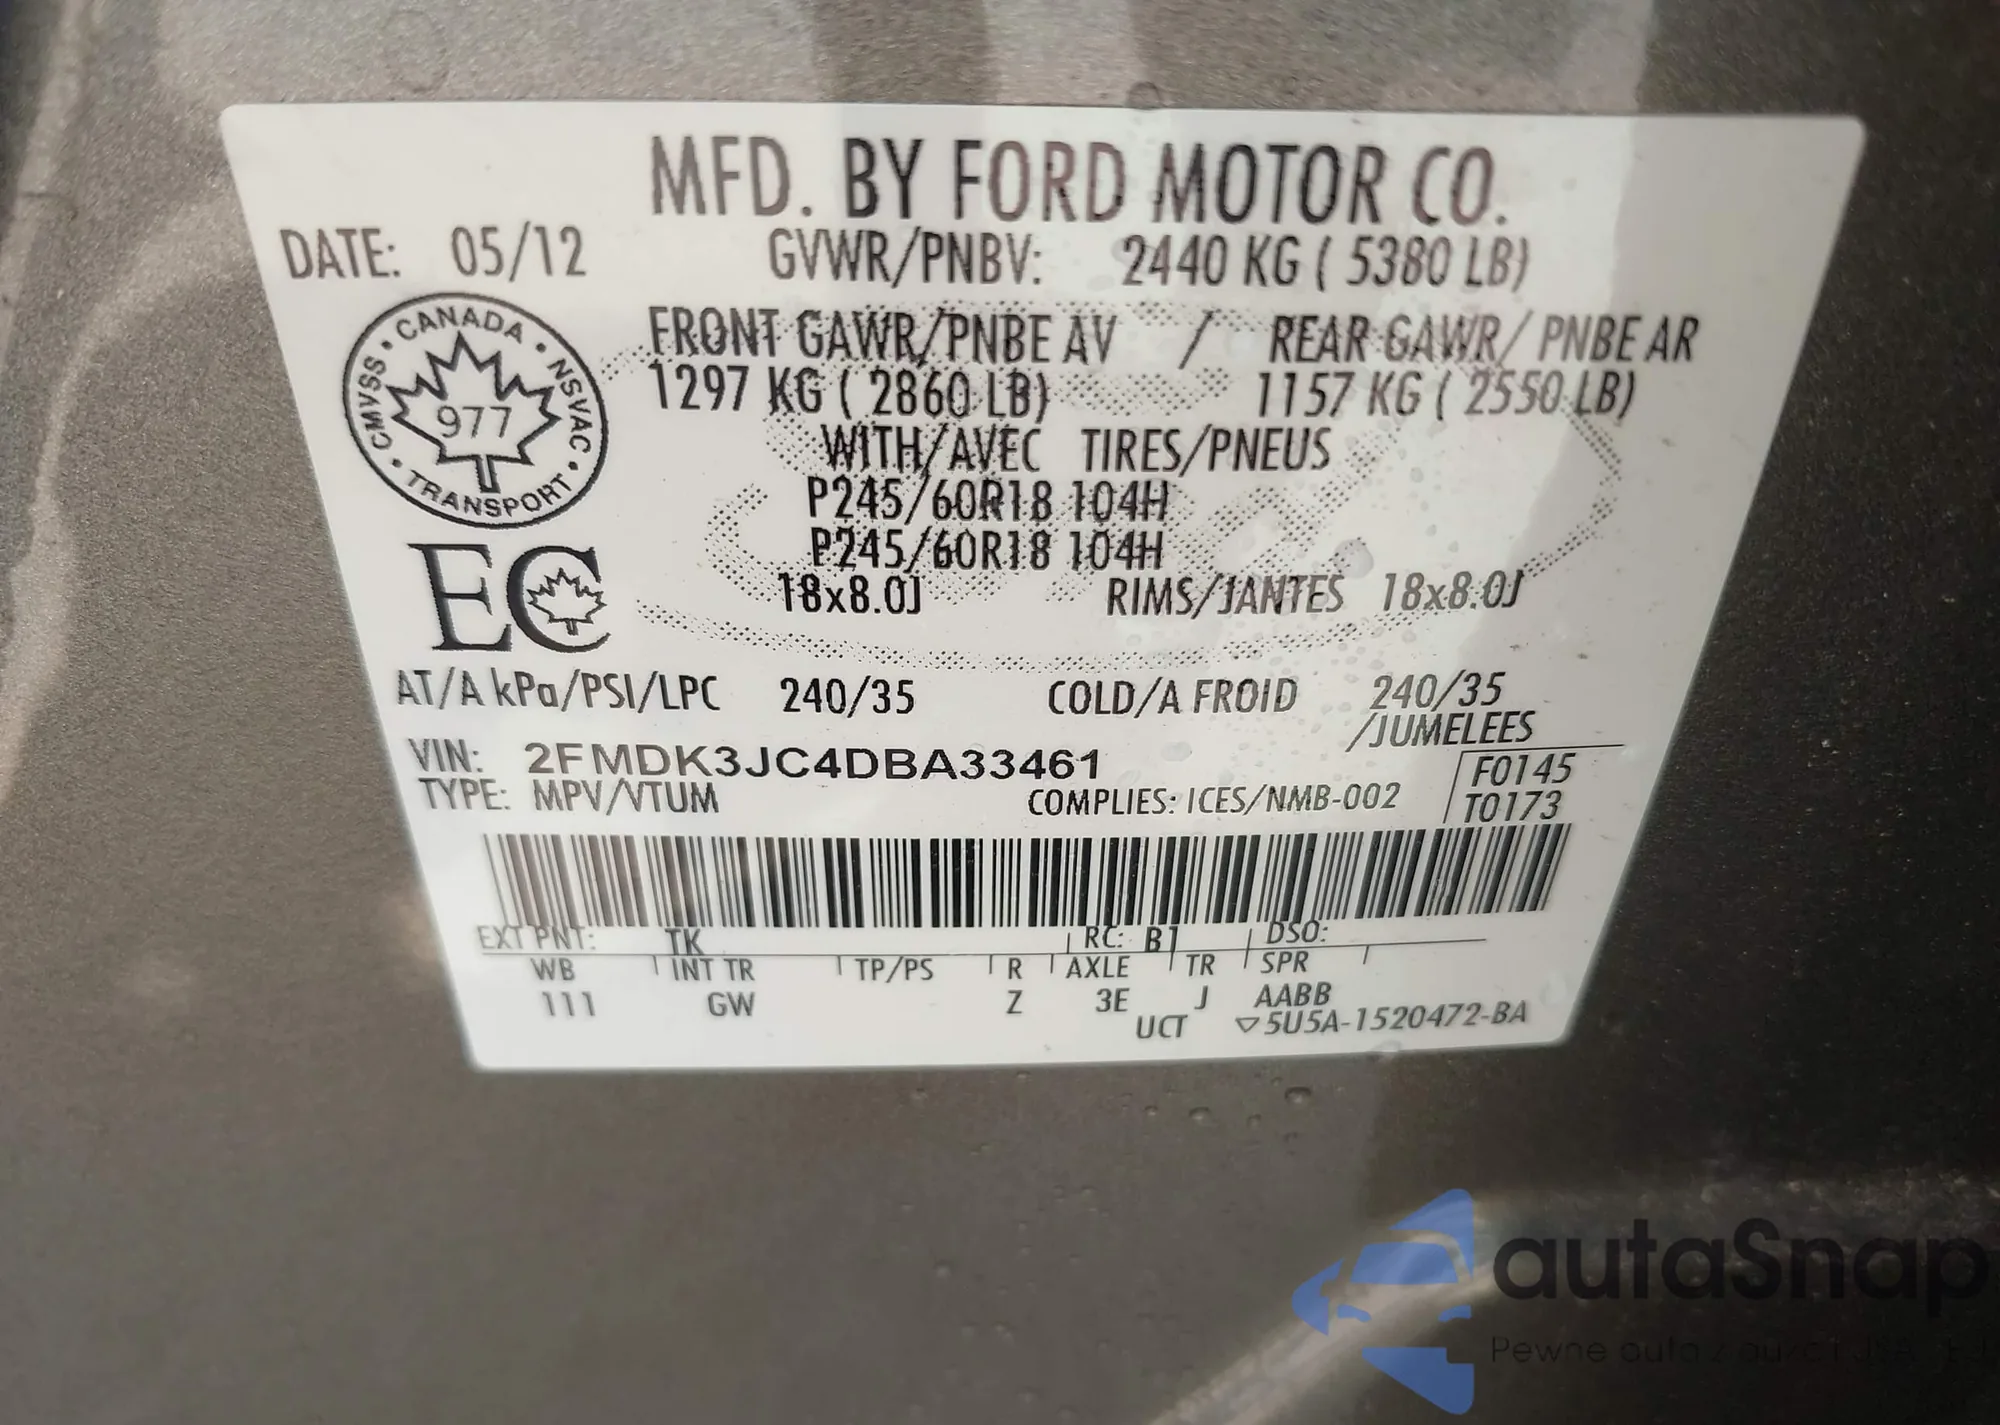 MFD. BY FORD MOTOR CO.
DATE: 05/12 GVWR/PNBV: 2440 KG ( 5380 LB)
FRONT GAWR/PNBE AV / REAR GAWR/ PNBE AR
1297 KG ( 2860 LB) 1157 KG ( 2550 LB)
WITH/AVEC TIRES/PNEUS
P245/60R18 104H
P245/60R18 104H
18x8.0J RIMS/JANTES 18x8.0J
CANADA • NSVAC • TRANSPORT • CMVSS •
977
EC
AT/A kPa/PSI/LPC 240/35 COLD/A FROID 240/35
/JUMELEES
VIN: 2FMDK3JC4DBA33461
F0145
TYPE: MPV/VTUM COMPLIES: ICES/NMB-002
T0173
EXT PNT: TK RC: B1 DSO:
WB INT TR TP/PS R AXLE TR SPR
111 GW Z 3E J AABB
UCT ▽5U5A-1520472-BA
autaSnap
Pewne auto z